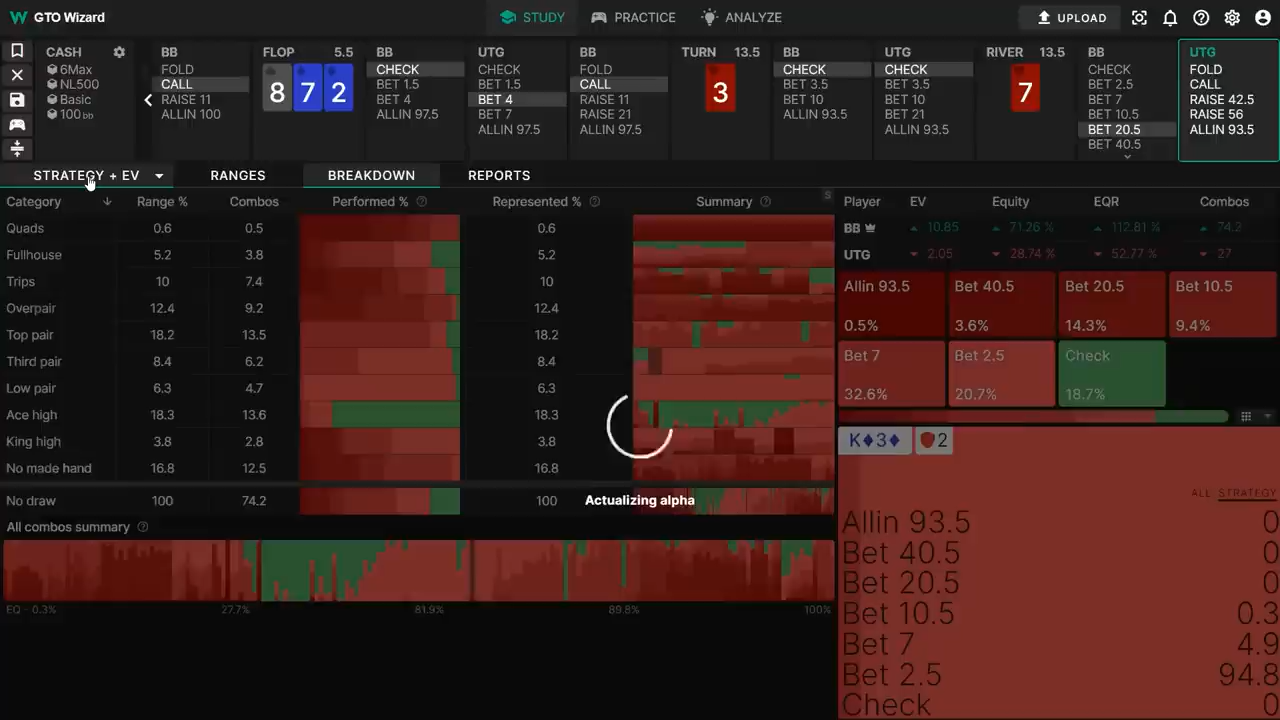 GTO Wizard
STUDY
PRACTICE
ANALYZE
UPLOAD
CASH
6Max
NL500
Basic
100 bb
BB
FOLD
CALL
RAISE 11
ALLIN 100
FLOP 5.5
8 7 2
BB
CHECK
BET 1.5
BET 4
ALLIN 97.5
UTG
CHECK
BET 1.5
BET 4
BET 7
ALLIN 97.5
BB
FOLD
CALL
RAISE 11
RAISE 21
ALLIN 97.5
TURN 13.5
3
BB
CHECK
BET 3.5
BET 10
ALLIN 93.5
UTG
CHECK
BET 3.5
BET 10
BET 21
ALLIN 93.5
RIVER 13.5
7
BB
CHECK
BET 2.5
BET 7
BET 10.5
BET 20.5
BET 40.5
UTG
FOLD
CALL
RAISE 42.5
RAISE 56
ALLIN 93.5
STRATEGY + EV
RANGES
BREAKDOWN
REPORTS
Category Range % Combos Performed % Represented % Summary S
Quads 0.6 0.5 0.6
Fullhouse 5.2 3.8 5.2
Trips 10 7.4 10
Overpair 12.4 9.2 12.4
Top pair 18.2 13.5 18.2
Third pair 8.4 6.2 8.4
Low pair 6.3 4.7 6.3
Ace high 18.3 13.6 18.3
King high 3.8 2.8 3.8
No made hand 16.8 12.5 16.8
No draw 100 74.2 100
Actualizing alpha
All combos summary
EQ - 0.3% 27.7% 81.9% 89.8% 100%
Player EV Equity EQR Combos
BB 10.85 71.26 % 112.81 % 74.2
UTG 2.05 28.74 % 52.77 % 27
Allin 93.5 Bet 40.5 Bet 20.5 Bet 10.5
0.5% 3.6% 14.3% 9.4%
Bet 7 Bet 2.5 Check
32.6% 20.7% 18.7%
K♦3♦ 2
ALL STRATEGY
Allin 93.5 0
Bet 40.5 0
Bet 20.5 0
Bet 10.5 0.3
Bet 7 4.9
Bet 2.5 94.8
Check 0